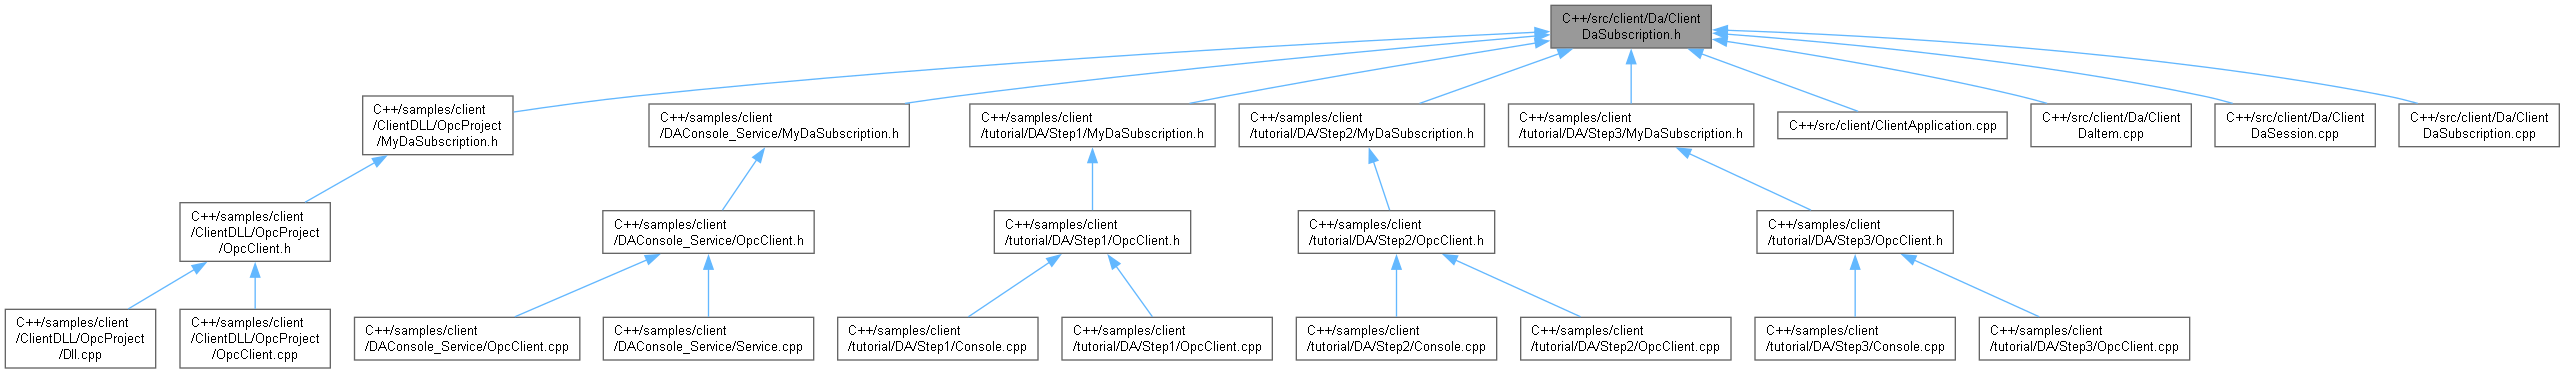 C++/src/client/Da/Client
DaSubscription.h
C++/samples/client
/ClientDLL/OpcProject
/MyDaSubscription.h
C++/samples/client
/DAConsole_Service/MyDaSubscription.h
C++/samples/client
/tutorial/DA/Step1/MyDaSubscription.h
C++/samples/client
/tutorial/DA/Step2/MyDaSubscription.h
C++/samples/client
/tutorial/DA/Step3/MyDaSubscription.h
C++/src/client/ClientApplication.cpp
C++/src/client/Da/Client
DaItem.cpp
C++/src/client/Da/Client
DaSession.cpp
C++/src/client/Da/Client
DaSubscription.cpp
C++/samples/client
/ClientDLL/OpcProject
/OpcClient.h
C++/samples/client
/DAConsole_Service/OpcClient.h
C++/samples/client
/tutorial/DA/Step1/OpcClient.h
C++/samples/client
/tutorial/DA/Step2/OpcClient.h
C++/samples/client
/tutorial/DA/Step3/OpcClient.h
C++/samples/client
/ClientDLL/OpcProject
/Dll.cpp
C++/samples/client
/ClientDLL/OpcProject
/OpcClient.cpp
C++/samples/client
/DAConsole_Service/OpcClient.cpp
C++/samples/client
/DAConsole_Service/Service.cpp
C++/samples/client
/tutorial/DA/Step1/Console.cpp
C++/samples/client
/tutorial/DA/Step1/OpcClient.cpp
C++/samples/client
/tutorial/DA/Step2/Console.cpp
C++/samples/client
/tutorial/DA/Step2/OpcClient.cpp
C++/samples/client
/tutorial/DA/Step3/Console.cpp
C++/samples/client
/tutorial/DA/Step3/OpcClient.cpp